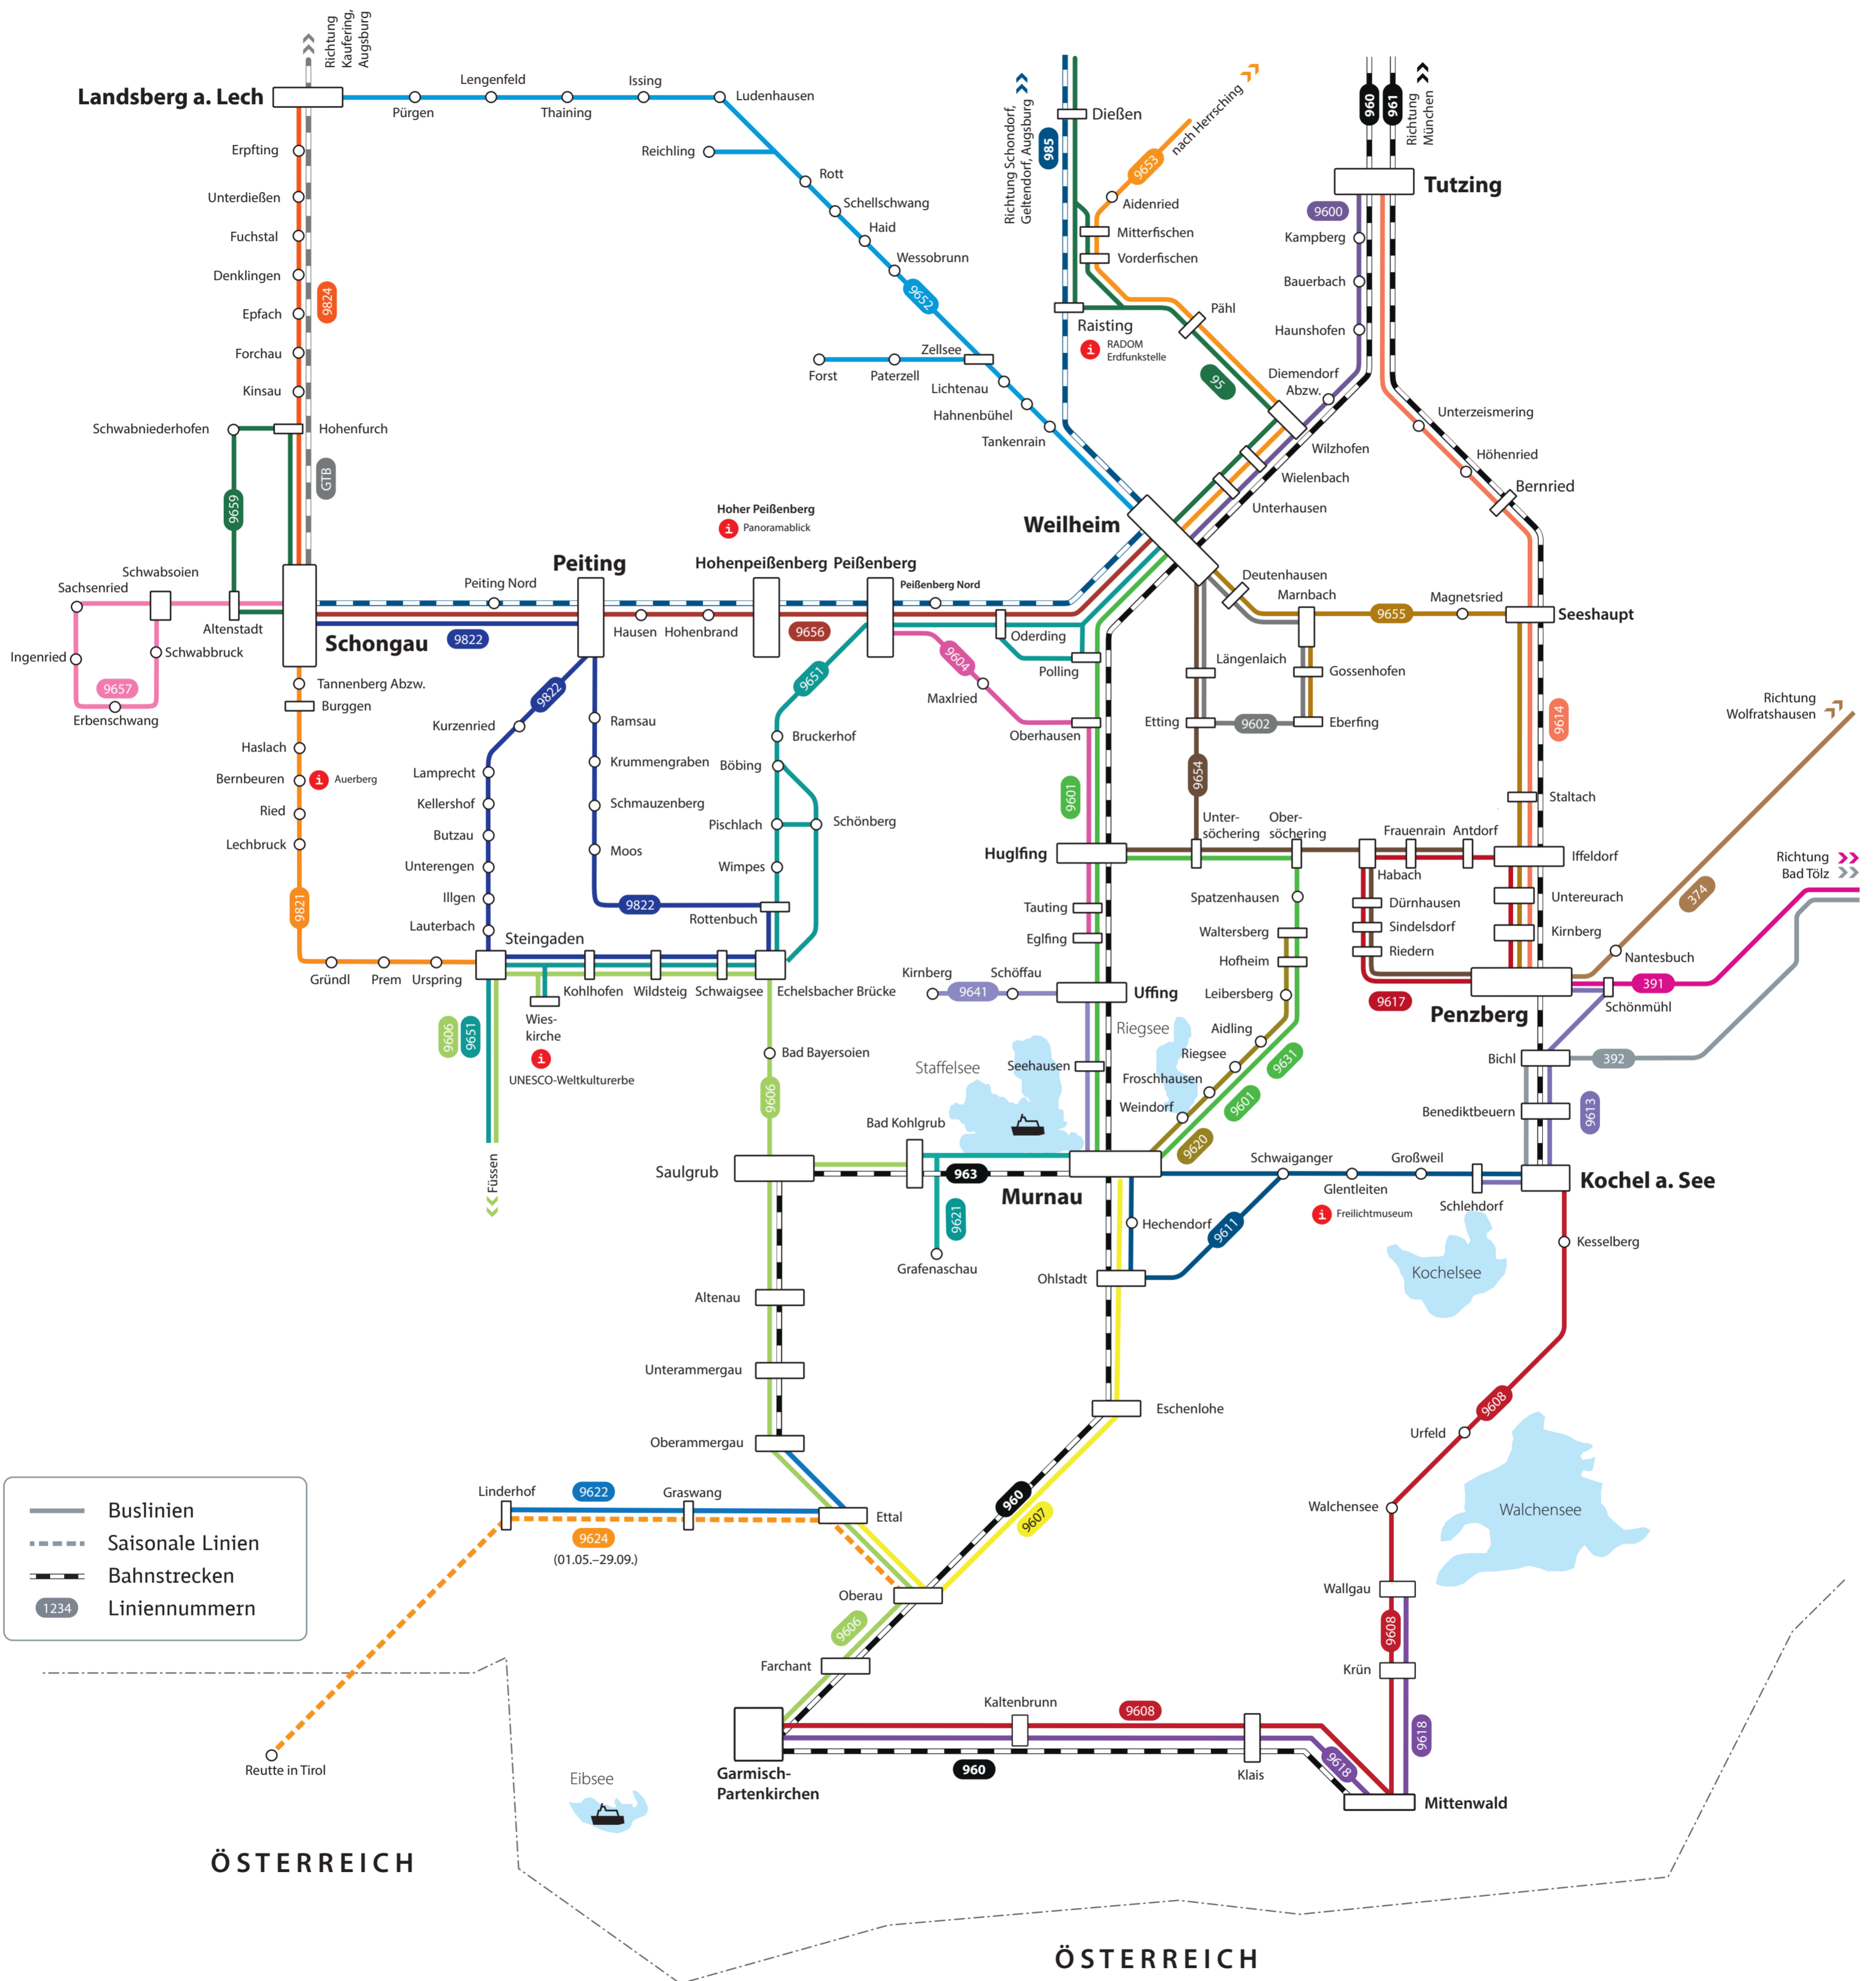 Richtung
Kaufering,
Augsburg
Landsberg a. Lech
Pürgen
Lengenfeld
Thaining
Issing
Ludenhausen
Reichling
Rott
Schellschwang
Haid
Wessobrunn
9652
Zellsee
Forst
Paterzell
Lichtenau
Hahnenbühel
Tankenrain
Erpfting
Unterdießen
Fuchstal
Denklingen
Epfach
Forchau
Kinsau
9824
Schwabniederhofen
Hohenfurch
GTB
9659
Richtung Schondorf,
Geltendorf, Augsburg
985
Dießen
9653
nach Herrsching
Aidenried
Mitterfischen
Vorderfischen
Raisting
RADOM
Erdfunkstelle
Pähl
95
960
961
Richtung
München
Tutzing
9600
Kampberg
Bauerbach
Haunshofen
Diemendorf
Abzw.
Wilzhofen
Wielenbach
Unterhausen
Unterzeismering
Höhenried
Bernried
Weilheim
Hoher Peißenberg
Panoramablick
Sachsenried
Schwabsoien
Altenstadt
Ingenried
Schwabbruck
9657
Erbenschwang
Schongau
Peiting Nord
9822
Peiting
Hausen
Hohenbrand
Hohenpeißenberg
9656
Peißenberg
Peißenberg Nord
Oderding
Polling
9604
Maxlried
Oberhausen
9651
Deutenhausen
Marnbach
9655
Magnetsried
Seeshaupt
Längenlaich
Gossenhofen
Etting
9602
Eberfing
9654
9614
Richtung
Wolfratshausen
Tannenberg Abzw.
Burggen
Haslach
Bernbeuren
Auerberg
Ried
Lechbruck
9821
Gründl
Prem
Urspring
9822
Kurzenried
Lamprecht
Kellershof
Butzau
Unterengen
Illgen
Lauterbach
Steingaden
Ramsau
Krummengraben
Schmauzenberg
Moos
9822
Bruckerhof
Böbing
Pischlach
Schönberg
Wimpes
Rottenbuch
Kohlhofen
Wildsteig
Schwaigsee
Echelsbacher Brücke
Wies-
kirche
UNESCO-Weltkulturerbe
9606
9651
Füssen
9601
Huglfing
Unter-
söchering
Ober-
söchering
Frauenrain
Antdorf
Staltach
Iffeldorf
Richtung
Bad Tölz
Habach
Dürnhausen
Sindelsdorf
Riedern
Untereurach
Kirnberg
374
Nantesbuch
391
Schönmühl
9617
Penzberg
Tauting
Eglfing
Kirnberg
9641
Schöffau
Uffing
Spatzenhausen
Waltersberg
Hofheim
Leibersberg
Aidling
Riegsee
Riegsee
Froschhausen
Weindorf
9631
9601
9620
Staffelsee
Seehausen
Bichl
392
Benediktbeuern
9613
Bad Bayersoien
9606
Bad Kohlgrub
Saulgrub
963
Murnau
9621
Grafenaschau
Hechendorf
9611
Ohlstadt
Schwaiganger
Glentleiten
Freilichtmuseum
Großweil
Schlehdorf
Kochel a. See
Kesselberg
Kochelsee
Altenau
Unterammergau
Oberammergau
Eschenlohe
9608
Urfeld
Walchensee
Walchensee
Linderhof
9622
Graswang
Ettal
9624
(01.05.–29.09.)
960
9607
Oberau
9606
Farchant
Wallgau
9608
Krün
9618
Buslinien
Saisonale Linien
Bahnstrecken
1234
Liniennummern
Reutte in Tirol
Eibsee
Garmisch-
Partenkirchen
Kaltenbrunn
9608
960
Klais
9618
Mittenwald
ÖSTERREICH
ÖSTERREICH